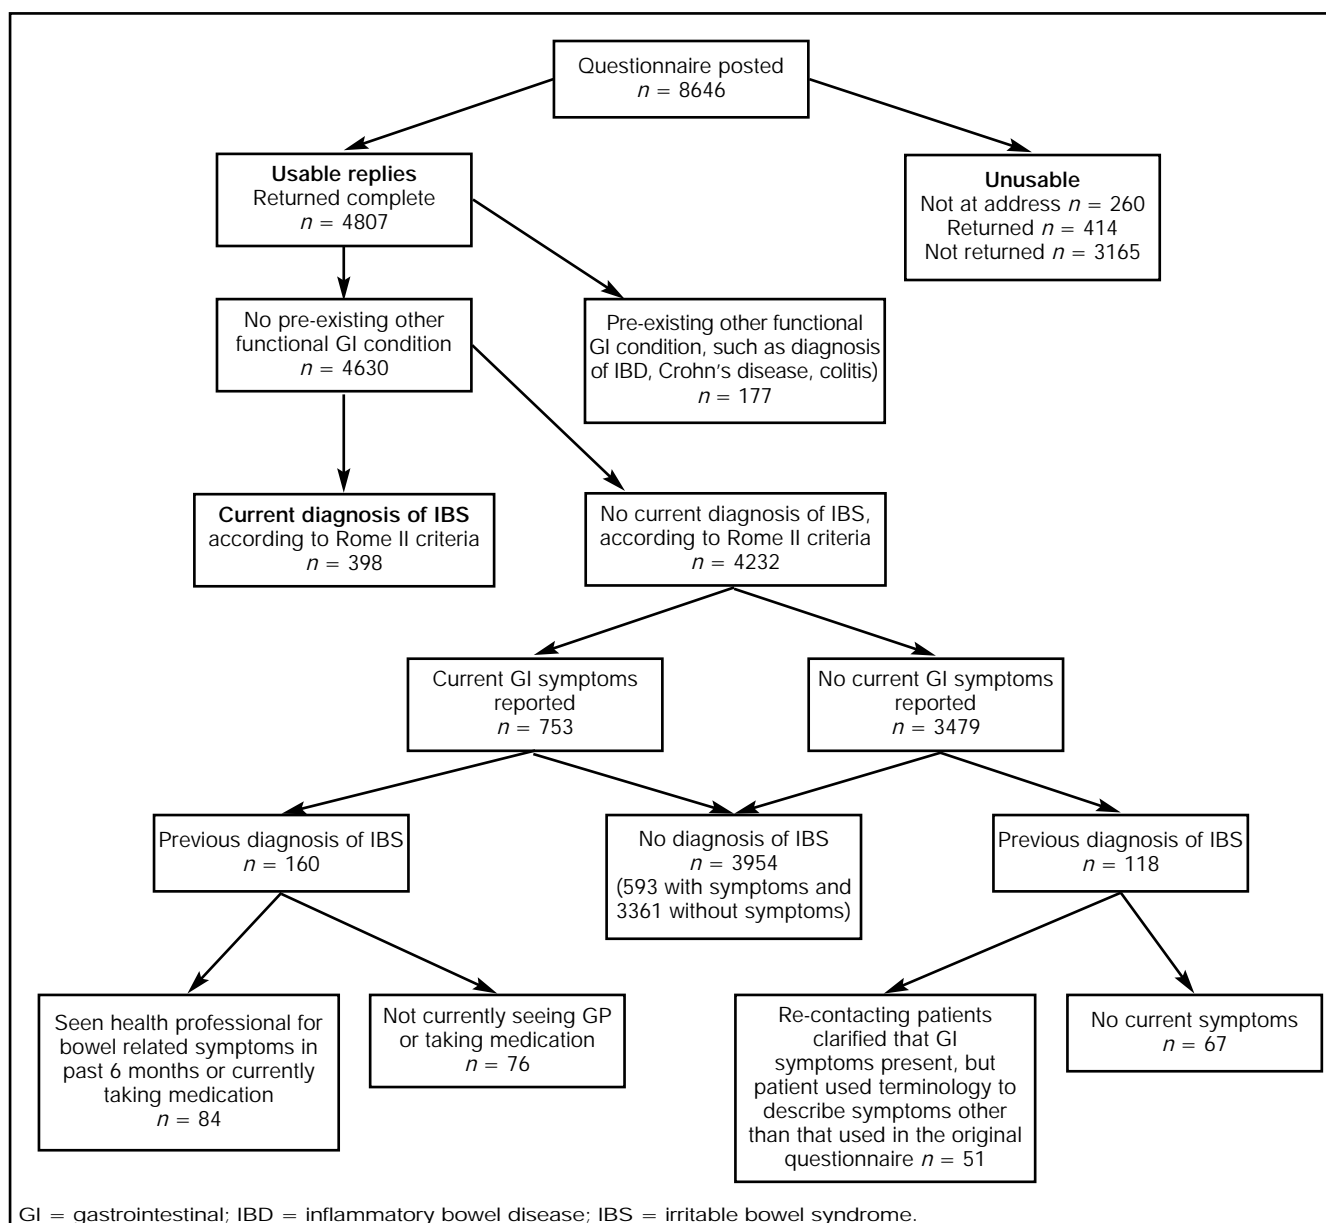 Questionnaire posted
n = 8646
Usable replies
Returned complete
n = 4807
Unusable
Not at address n = 260
Returned n = 414
Not returned n = 3165
No pre-existing other
functional GI condition
n = 4630
Pre-existing other functional
GI condition, such as diagnosis
of IBD, Crohn's disease, colitis)
n = 177
Current diagnosis of IBS
according to Rome II criteria
n = 398
No current diagnosis of IBS,
according to Rome II criteria
n = 4232
Current GI symptoms
reported
n = 753
No current GI symptoms
reported
n = 3479
Previous diagnosis of IBS
n = 160
No diagnosis of IBS
n = 3954
(593 with symptoms and
3361 without symptoms)
Previous diagnosis of IBS
n = 118
Seen health professional for
bowel related symptoms in
past 6 months or currently
taking medication
n = 84
Not currently seeing GP
or taking medication
n = 76
Re-contacting patients
clarified that GI
symptoms present, but
patient used terminology to
describe symptoms other
than that used in the original
questionnaire n = 51
No current symptoms
n = 67
GI = gastrointestinal; IBD = inflammatory bowel disease; IBS = irritable bowel syndrome.